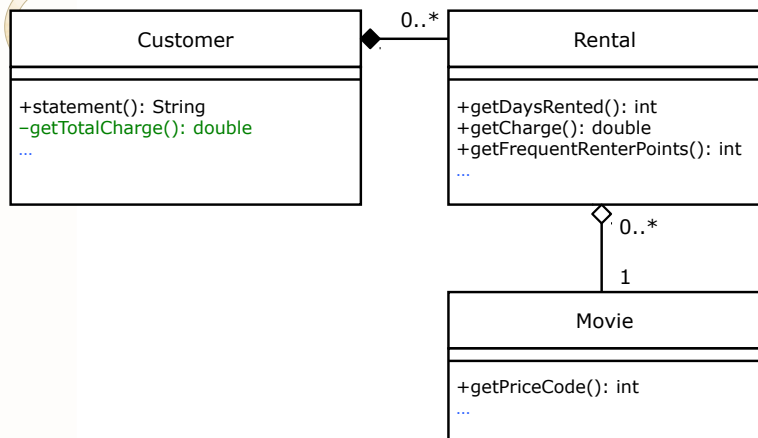 Customer
0..*
Rental
+statement(): String
–getTotalCharge(): double
...
+getDaysRented(): int
+getCharge(): double
+getFrequentRenterPoints(): int
...
0..*
1
Movie
+getPriceCode(): int
...